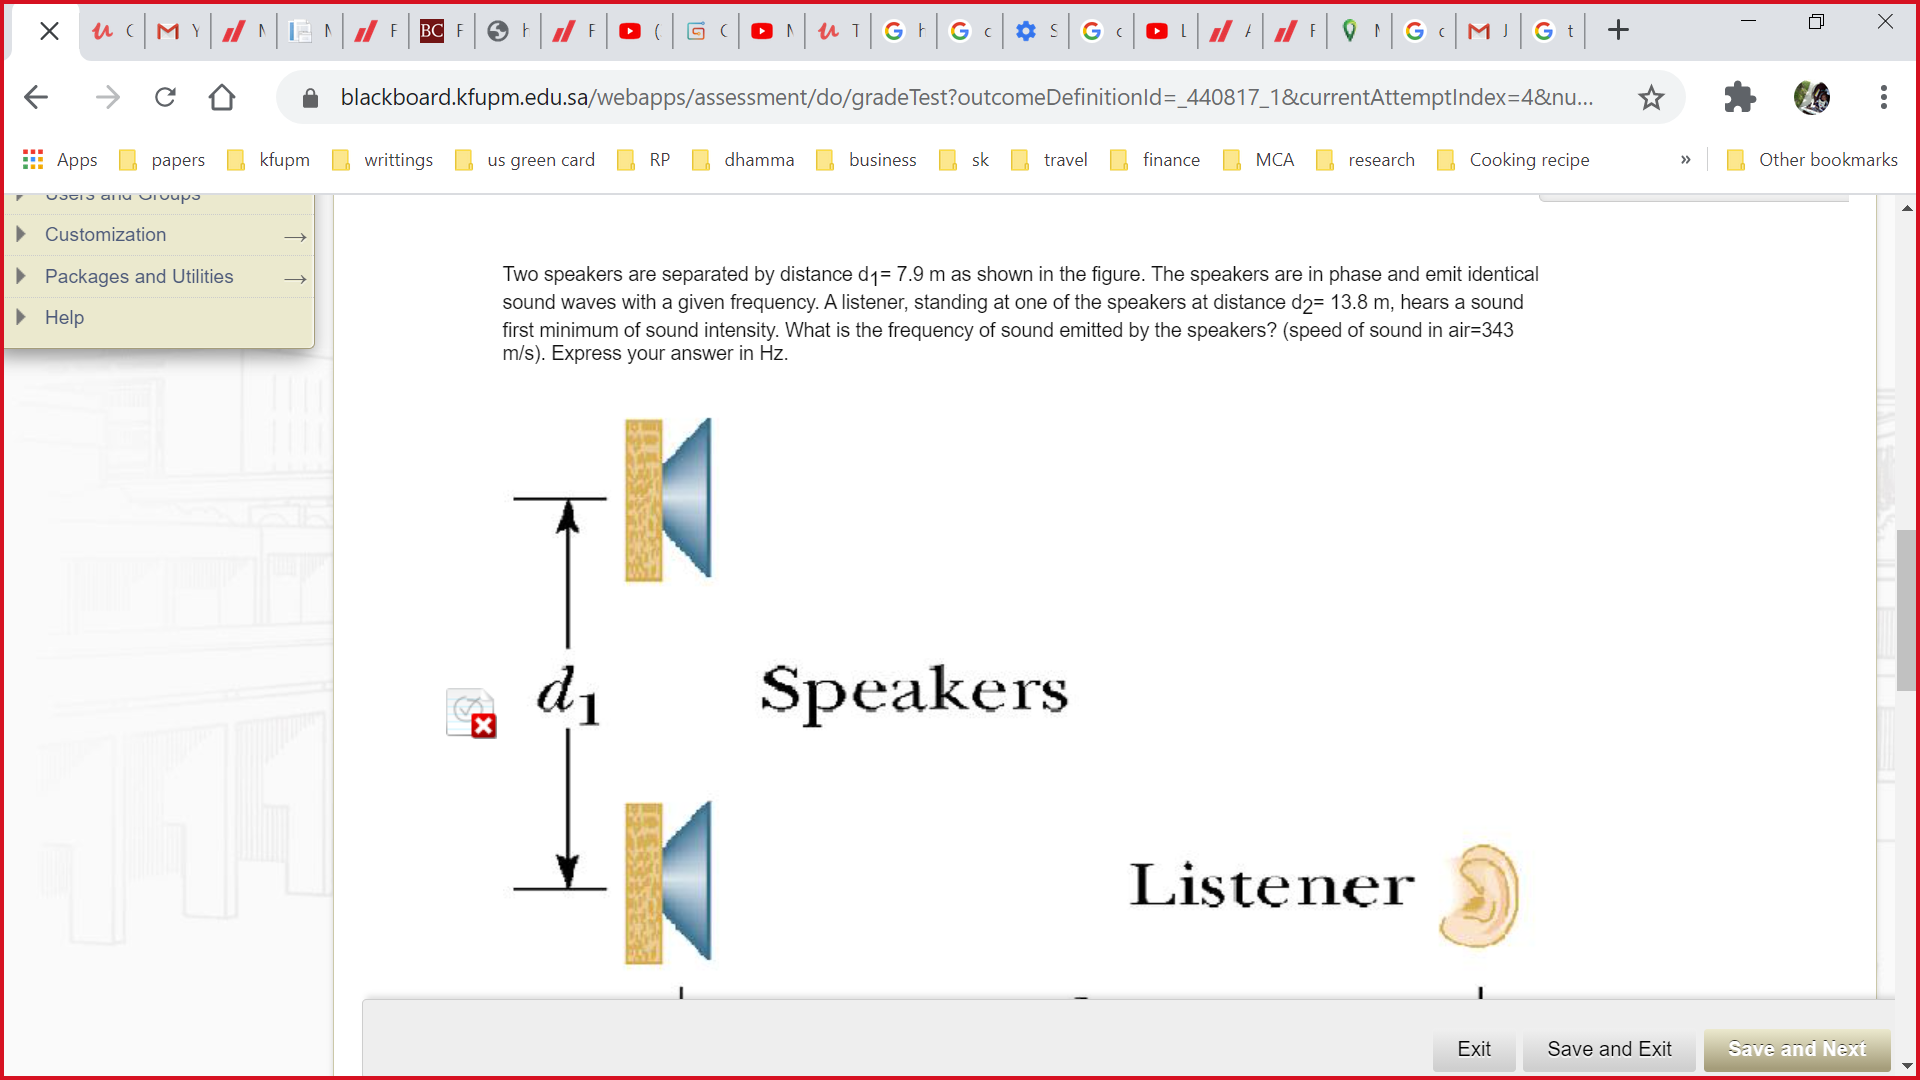 BC
blackboard.kfupm.edu.sa/webapps/assessment/do/gradeTest?outcomeDefinitionId=_440817_1&currentAttemptIndex=4&nu...
Apps papers kfupm writtings us green card RP dhamma business sk travel finance MCA research Cooking recipe » Other bookmarks
Users and Groups
Customization
Packages and Utilities
Help
Two speakers are separated by distance d1= 7.9 m as shown in the figure. The speakers are in phase and emit identical
sound waves with a given frequency. A listener, standing at one of the speakers at distance d2= 13.8 m, hears a sound
first minimum of sound intensity. What is the frequency of sound emitted by the speakers? (speed of sound in air=343
m/s). Express your answer in Hz.
d1
Speakers
Listener
Exit Save and Exit Save and Next